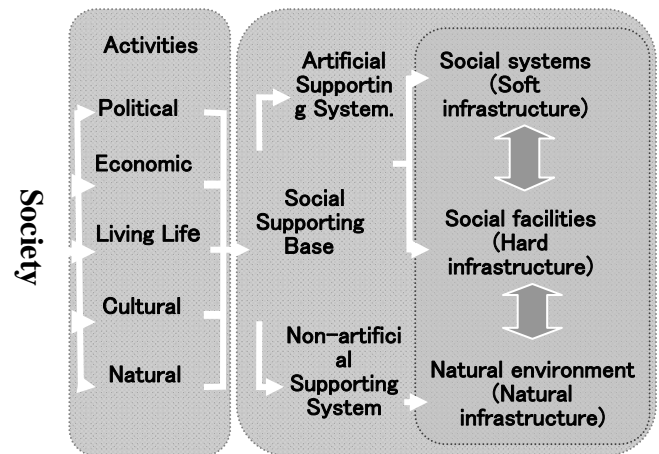 Society
Activities
Political
Economic
Living Life
Cultural
Natural
Social
Supporting
Base
Artificial
Supportin
g System.
Non-artifici
al
Supporting
System
Social systems
(Soft
infrastructure)
Social facilities
(Hard
infrastructure)
Natural environment
(Natural
infrastructure)